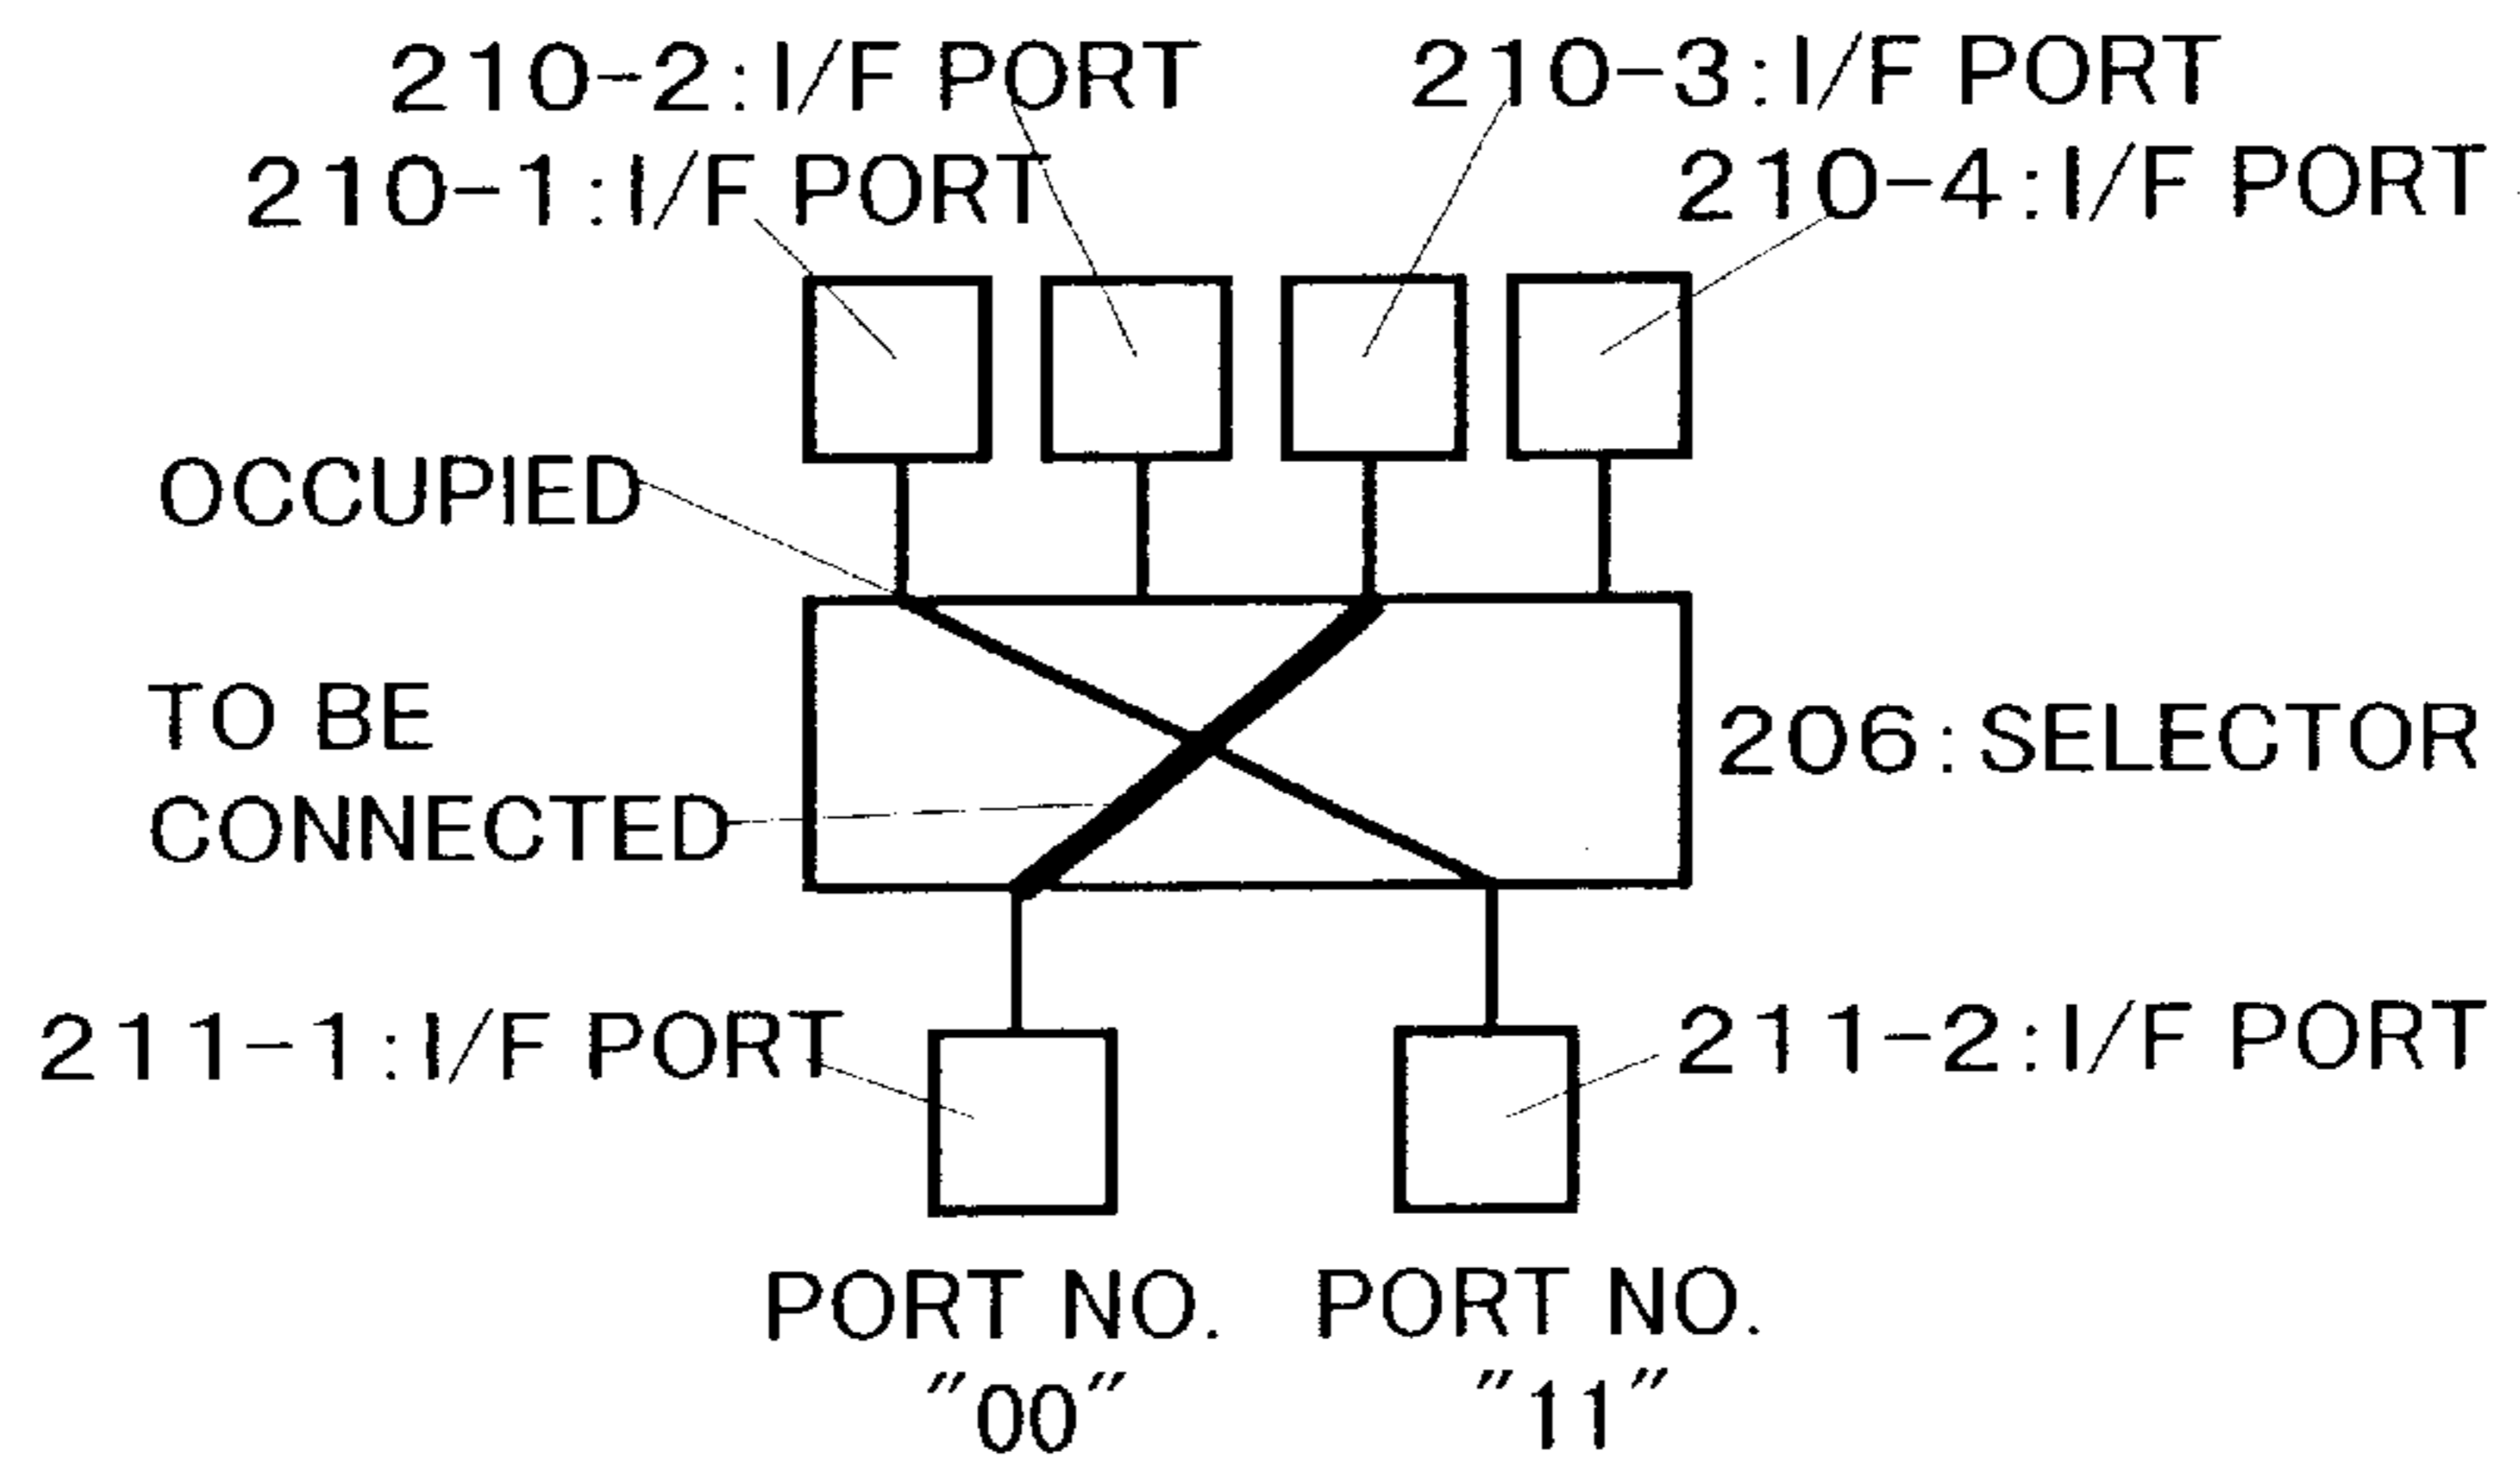 210-2:I/F PORT
210-3:I/F PORT
210-1:I/F PORT
210-4:I/F PORT
OCCUPIED
TO BE
CONNECTED
206:SELECTOR
211-1:I/F PORT
211-2:I/F PORT
PORT NO.
"00"
PORT NO.
"11"